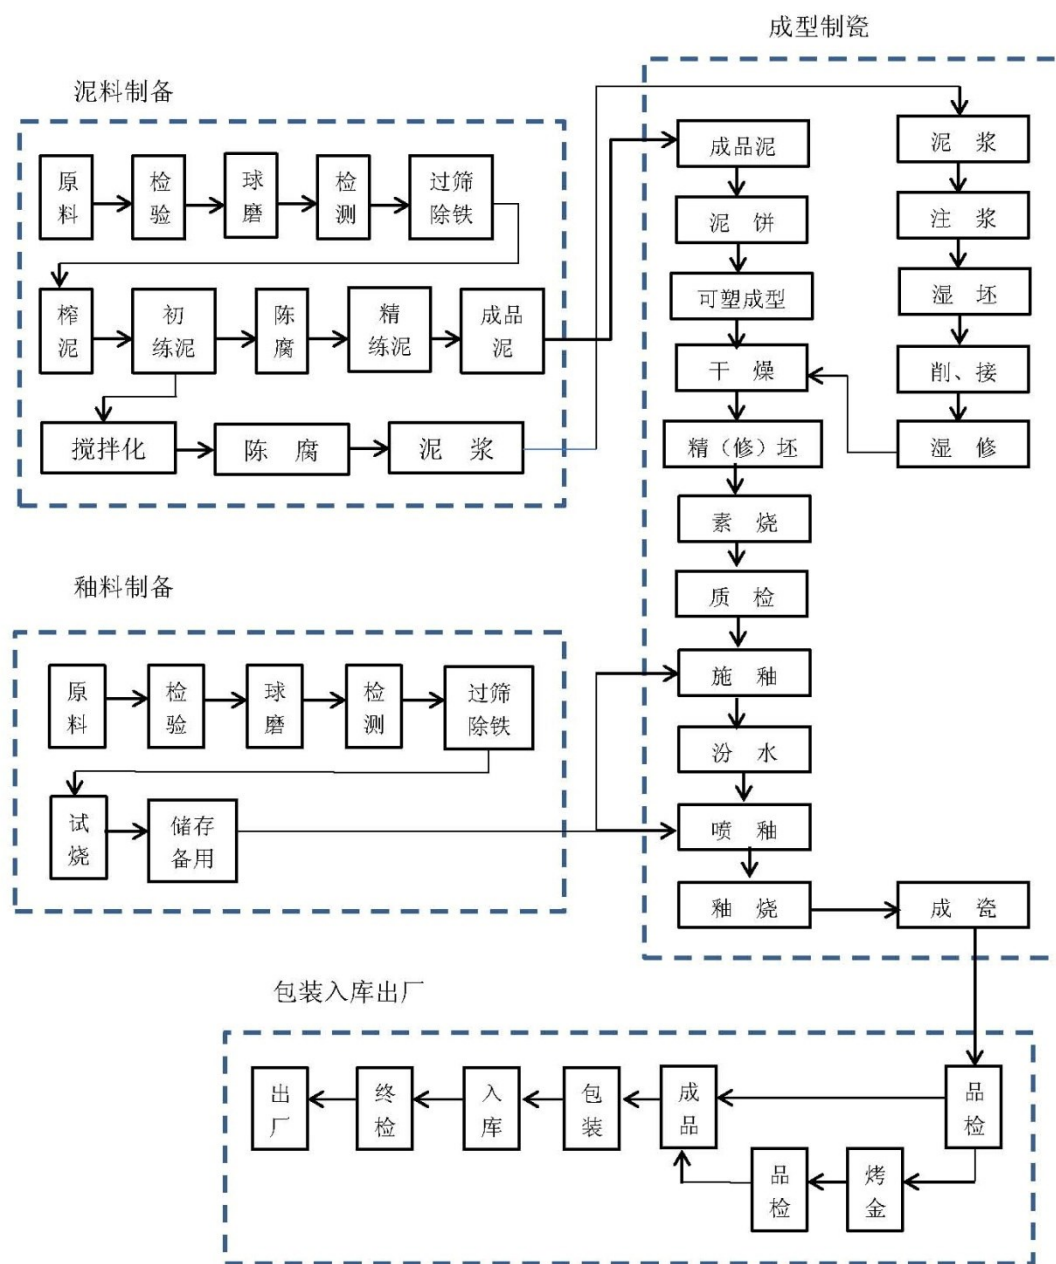 成型制瓷
泥料制备
原料
检验
球磨
检测
过筛
除铁
榨泥
初
练泥
陈腐
精
练泥
成品
泥
搅拌化
陈 腐
泥 浆
成品泥
泥 饼
可塑成型
干 燥
精（修）坯
素 烧
质 检
施 釉
汾 水
喷 釉
釉 烧
泥 浆
注 浆
湿 坯
削、接
湿 修
成 瓷
釉料制备
原料
检验
球磨
检测
过筛
除铁
试烧
储存
备用
包装入库出厂
出厂
终检
入库
包装
成品
品检
品检
烤金